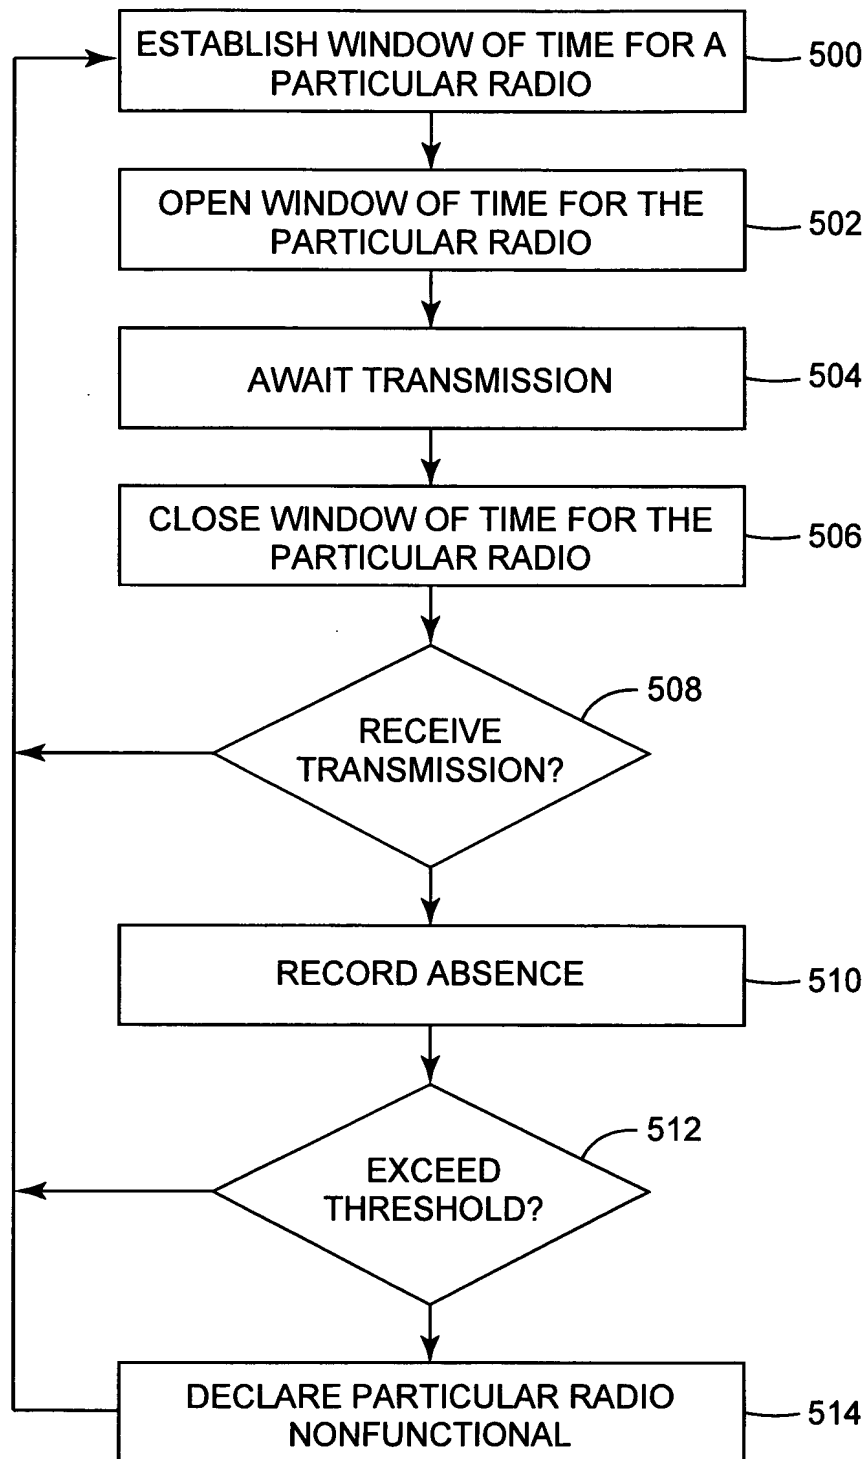 ESTABLISH WINDOW OF TIME FOR A
PARTICULAR RADIO
500
OPEN WINDOW OF TIME FOR THE
PARTICULAR RADIO
502
AWAIT TRANSMISSION
504
CLOSE WINDOW OF TIME FOR THE
PARTICULAR RADIO
506
508
RECEIVE
TRANSMISSION?
RECORD ABSENCE
510
512
EXCEED
THRESHOLD?
DECLARE PARTICULAR RADIO
NONFUNCTIONAL
514